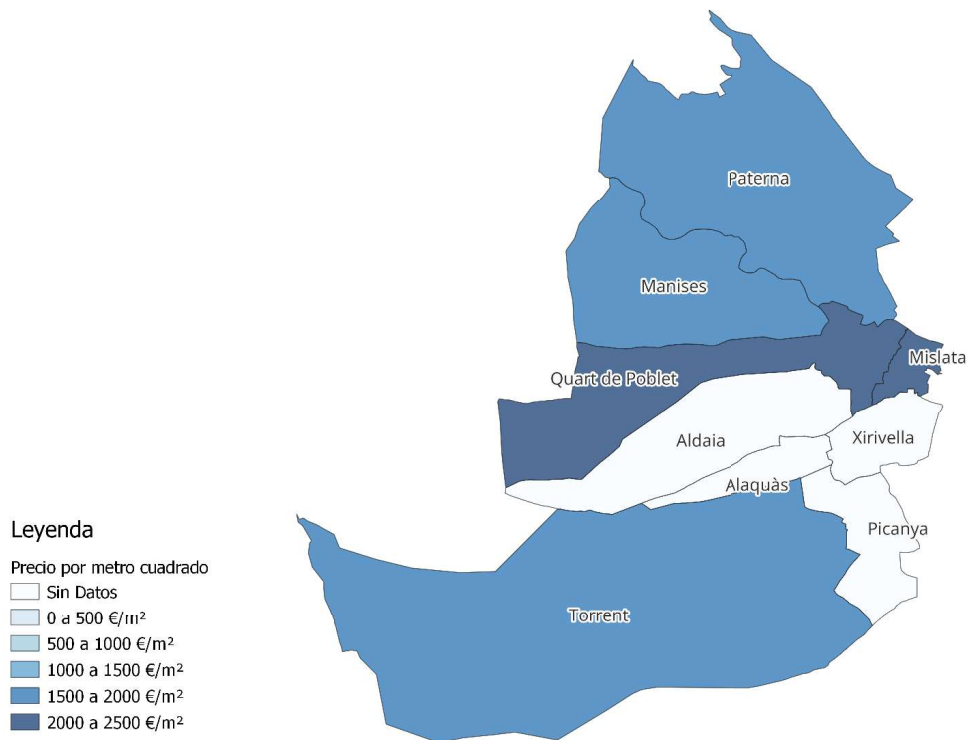 Paterna
Manises
Mislata
Quart de Poblet
Aldaia
Xirivella
Alaquàs
Picanya
Torrent
Leyenda
Precio por metro cuadrado
Sin Datos
0 a 500 €/m²
500 a 1000 €/m²
1000 a 1500 €/m²
1500 a 2000 €/m²
2000 a 2500 €/m²